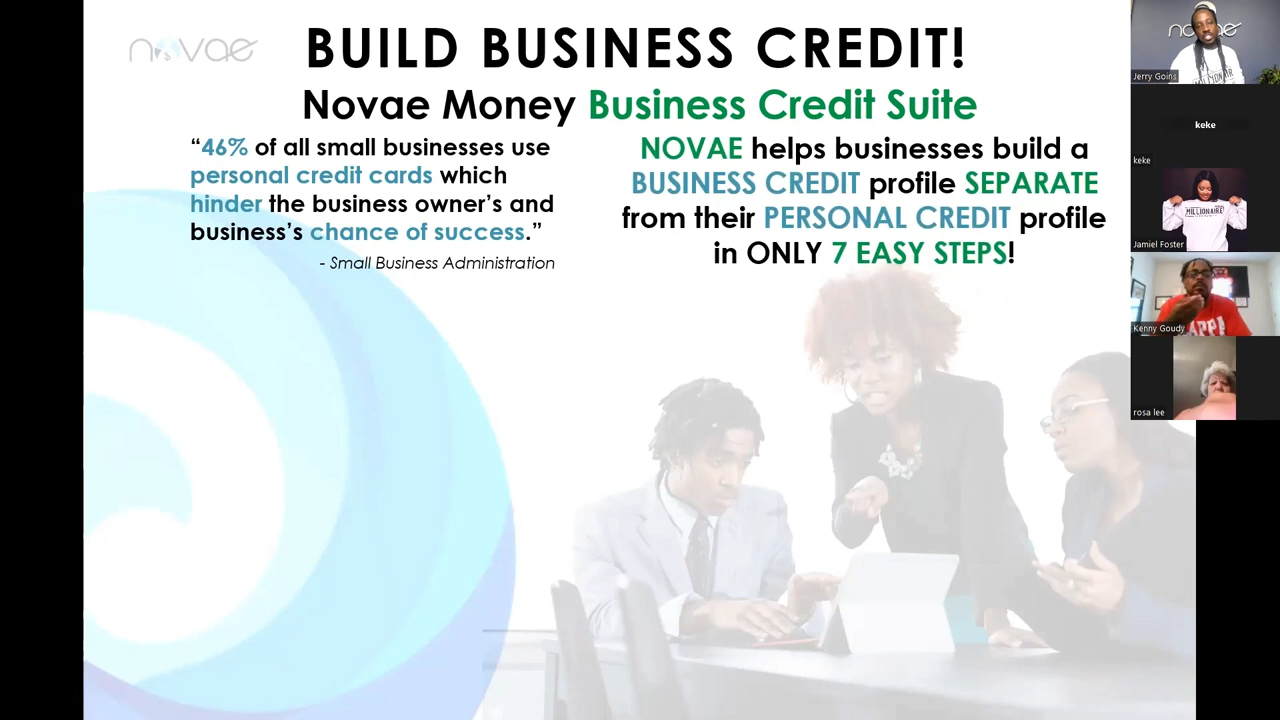 novae
BUILD BUSINESS CREDIT!
Novae Money Business Credit Suite
“46% of all small businesses use
personal credit cards which
hinder the business owner’s and
business’s chance of success.”
- Small Business Administration
NOVAE helps businesses build a
BUSINESS CREDIT profile SEPARATE
from their PERSONAL CREDIT profile
in ONLY 7 EASY STEPS!
Jerry Goins
keke
keke
MILLIONAIRE
Jamiel Foster
Kenny Goudy
rosa lee